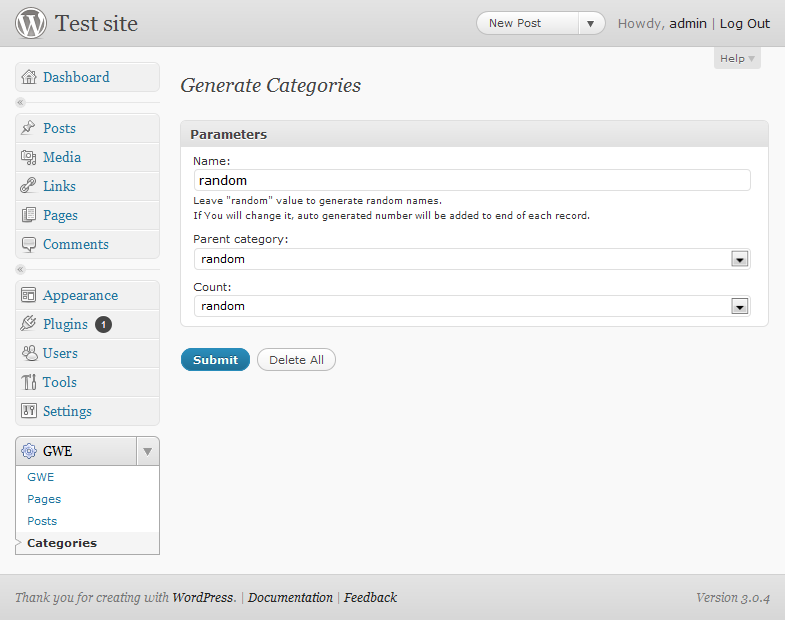 Test site
New Post
Howdy, admin | Log Out
Help
Dashboard
Posts
Media
Links
Pages
Comments
Appearance
Plugins 1
Users
Tools
Settings
GWE
GWE
Pages
Posts
Categories
Generate Categories
Parameters
Name:
random
Leave "random" value to generate random names.
If You will change it, auto generated number will be added to end of each record.
Parent category:
random
Count:
random
Submit
Delete All
Thank you for creating with WordPress. | Documentation | Feedback
Version 3.0.4